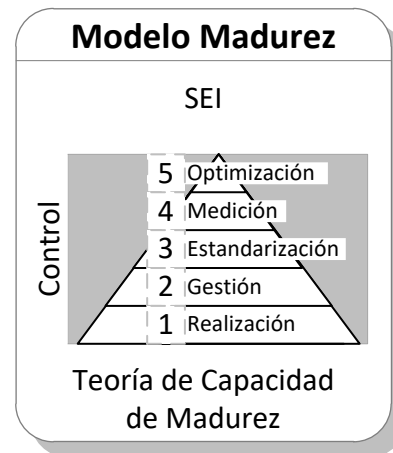 Modelo Madurez
SEI
Control
5 Optimización
4 Medición
3 Estandarización
2 Gestión
1 Realización
Teoría de Capacidad
de Madurez